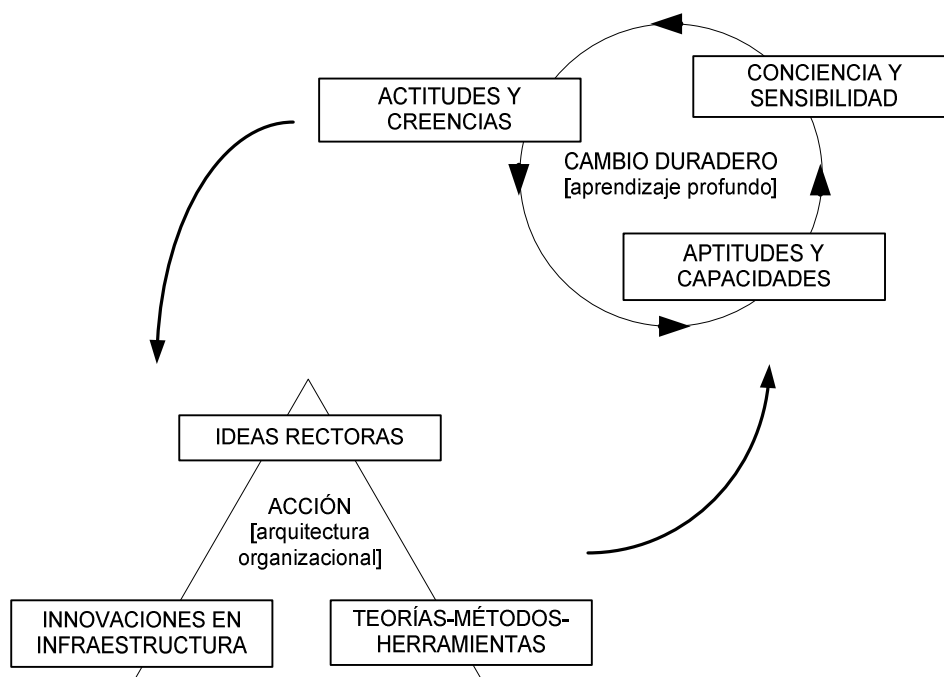 ACTITUDES Y
CREENCIAS
CONCIENCIA Y
SENSIBILIDAD
CAMBIO DURADERO
[aprendizaje profundo]
APTITUDES Y
CAPACIDADES
IDEAS RECTORAS
ACCIÓN
[arquitectura
organizacional]
INNOVACIONES EN
INFRAESTRUCTURA
TEORÍAS-MÉTODOS-
HERRAMIENTAS